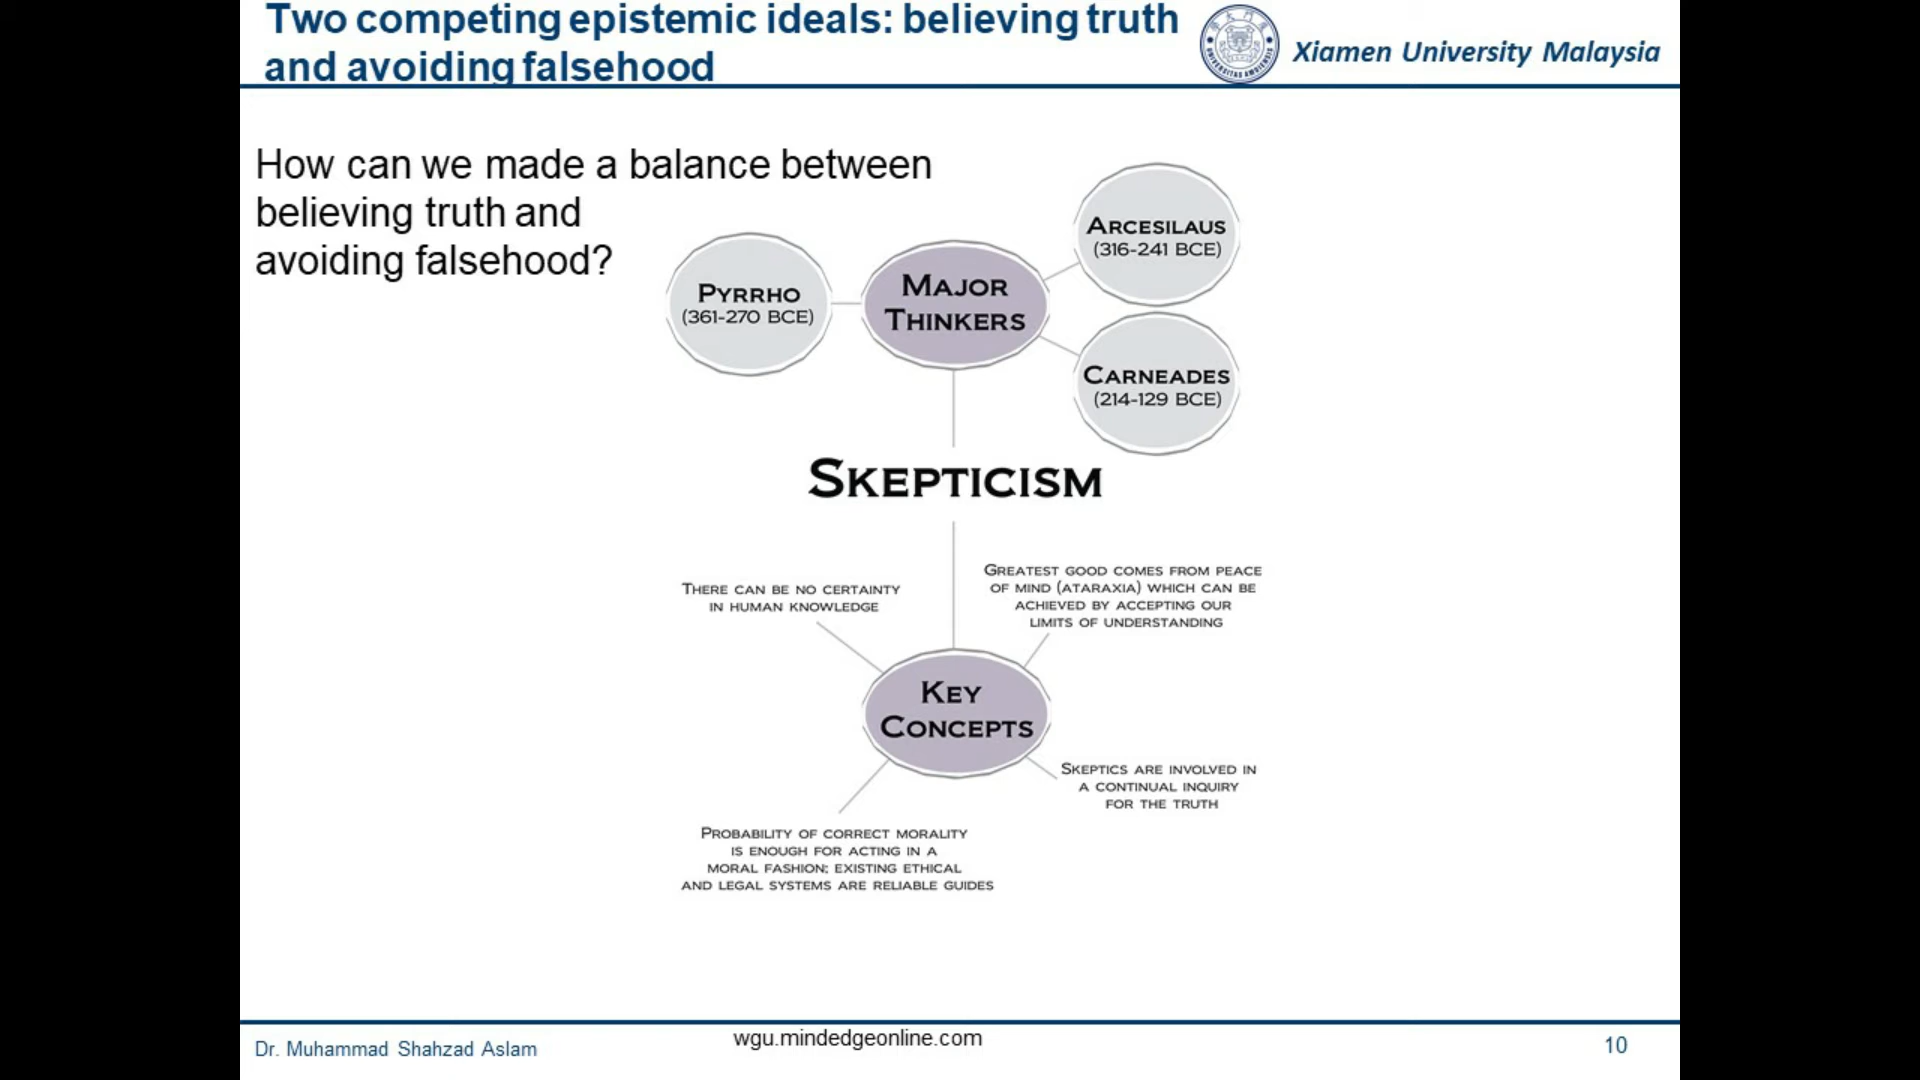 Two competing epistemic ideals: believing truth
and avoiding falsehood
Xiamen University Malaysia
How can we made a balance between
believing truth and
avoiding falsehood?
ARCESILAUS
(316-241 BCE)
PYRRHO
(361-270 BCE)
MAJOR
THINKERS
CARNEADES
(214-129 BCE)
SKEPTICISM
THERE CAN BE NO CERTAINTY
IN HUMAN KNOWLEDGE
GREATEST GOOD COMES FROM PEACE
OF MIND (ATARAXIA) WHICH CAN BE
ACHIEVED BY ACCEPTING OUR
LIMITS OF UNDERSTANDING
KEY
CONCEPTS
SKEPTICS ARE INVOLVED IN
A CONTINUAL INQUIRY
FOR THE TRUTH
PROBABILITY OF CORRECT MORALITY
IS ENOUGH FOR ACTING IN A
MORAL FASHION; EXISTING ETHICAL
AND LEGAL SYSTEMS ARE RELIABLE GUIDES
Dr. Muhammad Shahzad Aslam
wgu.mindedgeonline.com
10